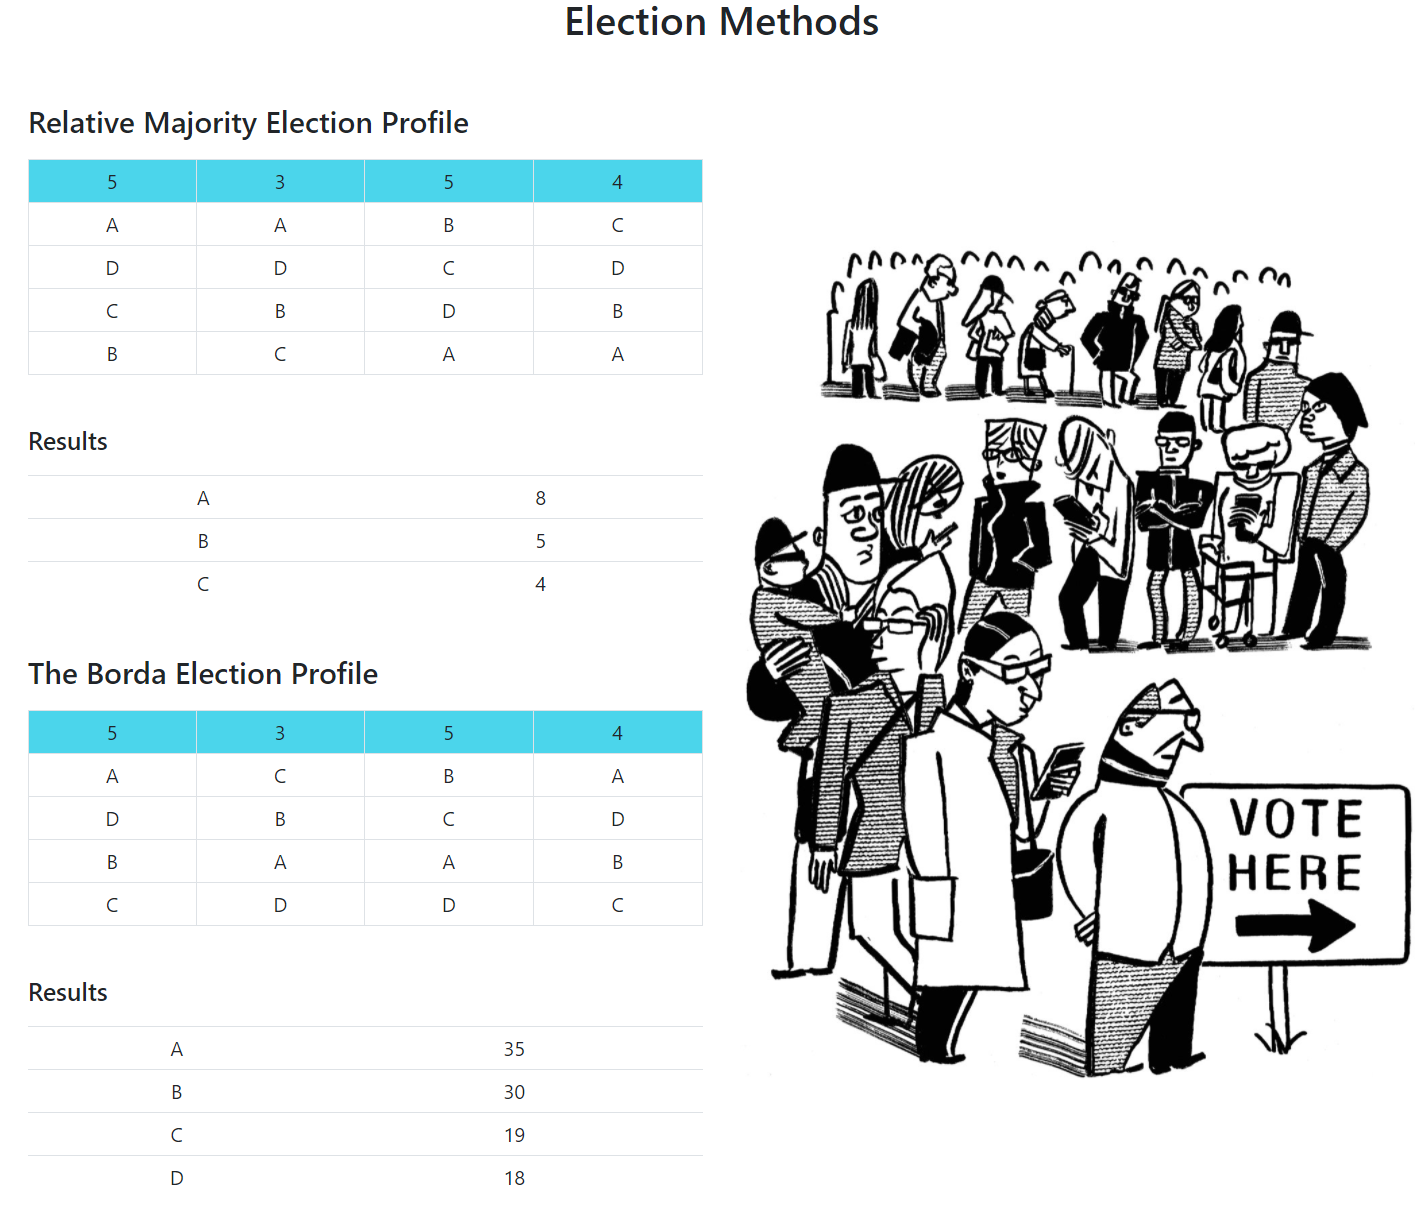 Election Methods
Relative Majority Election Profile
5 3 5 4
A A B C
D D C D
C B D B
B C A A
Results
A 8
B 5
C 4
The Borda Election Profile
5 3 5 4
A C B A
D B C D
B A A B
C D D C
Results
A 35
B 30
C 19
D 18
VOTE
HERE